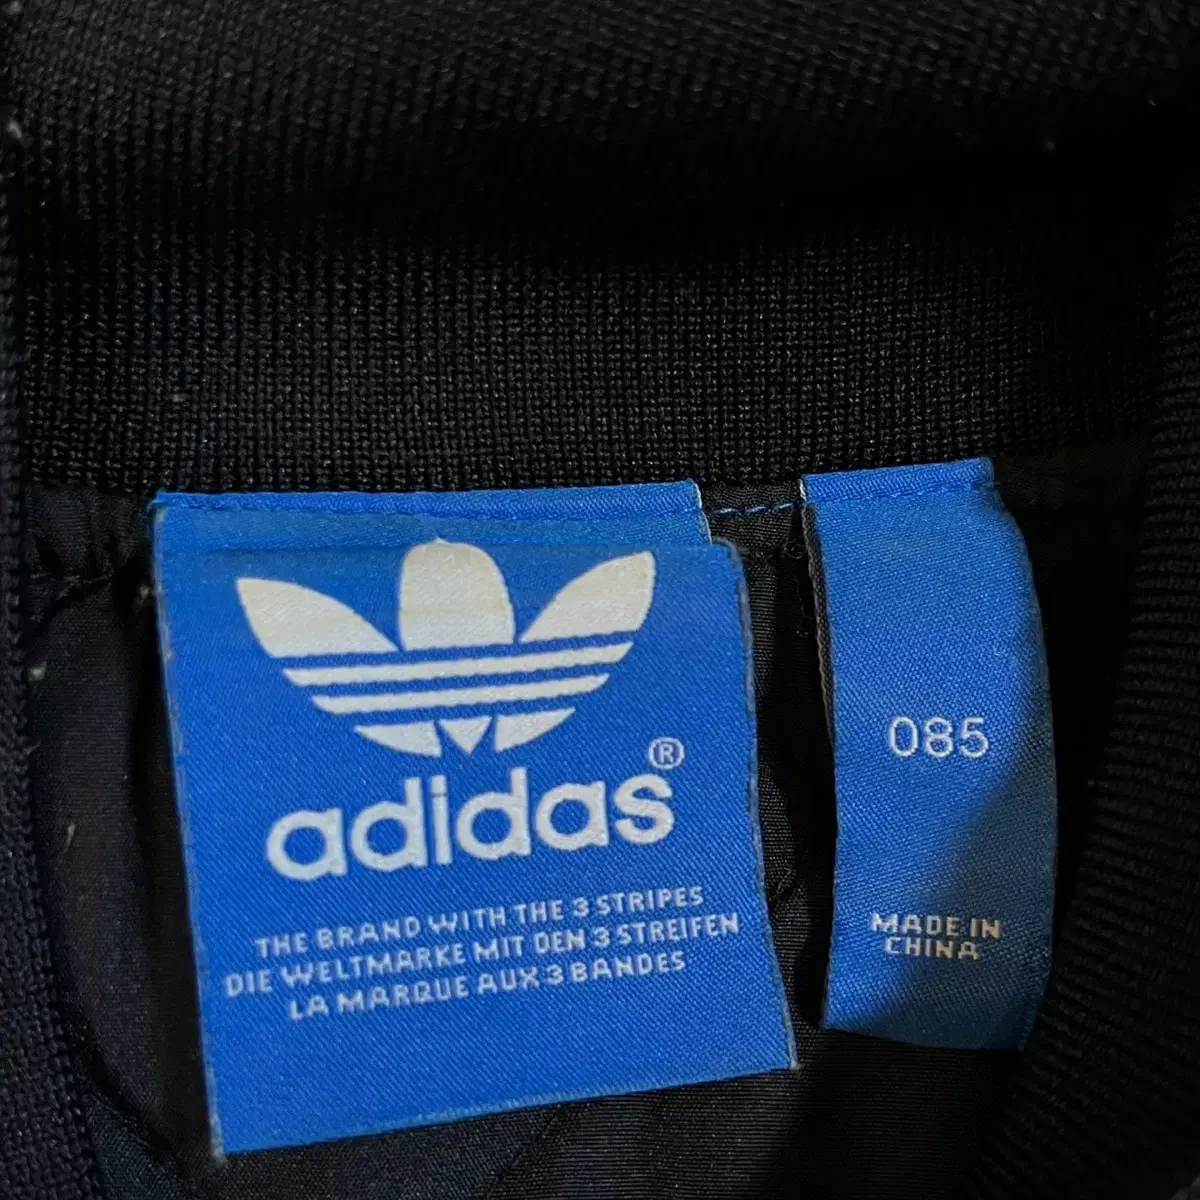 adidas®
THE BRAND WITH THE 3 STRIPES
DIE WELTMARKE MIT DEN 3 STREIFEN
LA MARQUE AUX 3 BANDES
085
MADE IN
CHINA